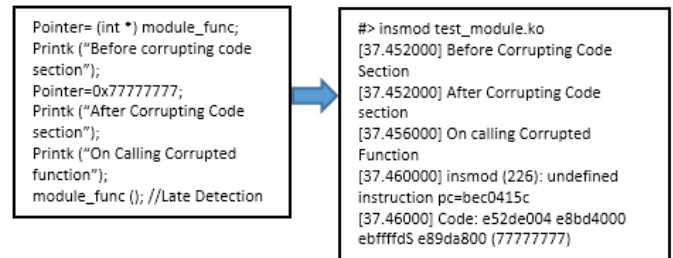 Pointer= (int *) module_func;
Printk ("Before corrupting code
section");
Pointer=0x77777777;
Printk ("After Corrupting Code
section");
Printk ("On Calling Corrupted
function");
module_func (); //Late Detection
#> insmod test_module.ko
[37.452000] Before Corrupting Code
Section
[37.452000] After Corrupting Code
section
[37.456000] On calling Corrupted
Function
[37.460000] insmod (226): undefined
instruction pc=bec0415c
[37.46000] Code: e52de004 e8bd4000
ebffffdS e89da800 (77777777)